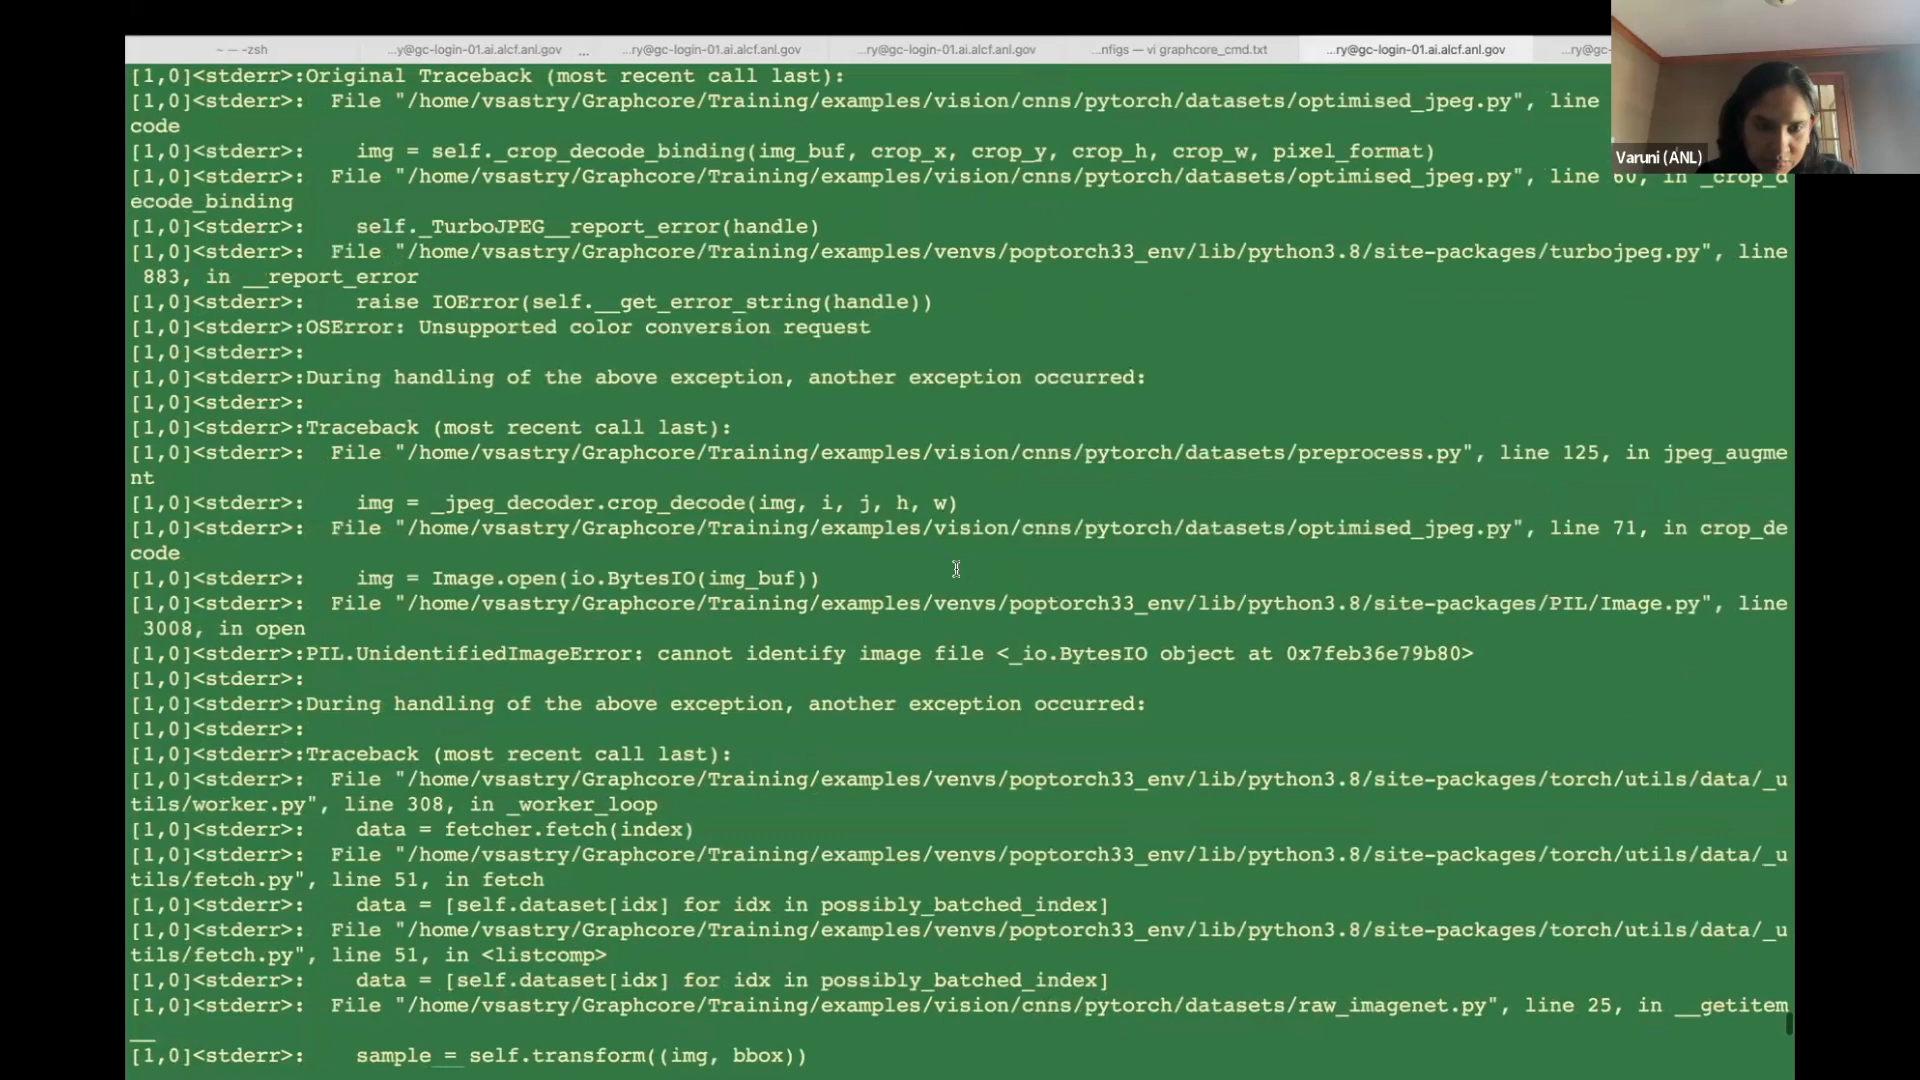 ~ — -zsh
...
...y@gc-login-01.ai.alcf.anl.gov
...ry@gc-login-01.ai.alcf.anl.gov
...ry@gc-login-01.ai.alcf.anl.gov
...nfigs — vi graphcore_cmd.txt
...ry@gc-login-01.ai.alcf.anl.gov
...ry@gc-
Varuni (ANL)
[1,0]<stderr>:Original Traceback (most recent call last):
[1,0]<stderr>:  File "/home/vsastry/Graphcore/Training/examples/vision/cnns/pytorch/datasets/optimised_jpeg.py", line
code
[1,0]<stderr>:    img = self._crop_decode_binding(img_buf, crop_x, crop_y, crop_h, crop_w, pixel_format)
[1,0]<stderr>:  File "/home/vsastry/Graphcore/Training/examples/vision/cnns/pytorch/datasets/optimised_jpeg.py", line 60, in _crop_d
ecode_binding
[1,0]<stderr>:    self._TurboJPEG__report_error(handle)
[1,0]<stderr>:  File "/home/vsastry/Graphcore/Training/examples/venvs/poptorch33_env/lib/python3.8/site-packages/turbojpeg.py", line
 883, in __report_error
[1,0]<stderr>:    raise IOError(self.__get_error_string(handle))
[1,0]<stderr>:OSError: Unsupported color conversion request
[1,0]<stderr>:
[1,0]<stderr>:During handling of the above exception, another exception occurred:
[1,0]<stderr>:
[1,0]<stderr>:Traceback (most recent call last):
[1,0]<stderr>:  File "/home/vsastry/Graphcore/Training/examples/vision/cnns/pytorch/datasets/preprocess.py", line 125, in jpeg_augme
nt
[1,0]<stderr>:    img = _jpeg_decoder.crop_decode(img, i, j, h, w)
[1,0]<stderr>:  File "/home/vsastry/Graphcore/Training/examples/vision/cnns/pytorch/datasets/optimised_jpeg.py", line 71, in crop_de
code
[1,0]<stderr>:    img = Image.open(io.BytesIO(img_buf))
[1,0]<stderr>:  File "/home/vsastry/Graphcore/Training/examples/venvs/poptorch33_env/lib/python3.8/site-packages/PIL/Image.py", line
 3008, in open
[1,0]<stderr>:PIL.UnidentifiedImageError: cannot identify image file <_io.BytesIO object at 0x7feb36e79b80>
[1,0]<stderr>:
[1,0]<stderr>:During handling of the above exception, another exception occurred:
[1,0]<stderr>:
[1,0]<stderr>:Traceback (most recent call last):
[1,0]<stderr>:  File "/home/vsastry/Graphcore/Training/examples/venvs/poptorch33_env/lib/python3.8/site-packages/torch/utils/data/_u
tils/worker.py", line 308, in _worker_loop
[1,0]<stderr>:    data = fetcher.fetch(index)
[1,0]<stderr>:  File "/home/vsastry/Graphcore/Training/examples/venvs/poptorch33_env/lib/python3.8/site-packages/torch/utils/data/_u
tils/fetch.py", line 51, in fetch
[1,0]<stderr>:    data = [self.dataset[idx] for idx in possibly_batched_index]
[1,0]<stderr>:  File "/home/vsastry/Graphcore/Training/examples/venvs/poptorch33_env/lib/python3.8/site-packages/torch/utils/data/_u
tils/fetch.py", line 51, in <listcomp>
[1,0]<stderr>:    data = [self.dataset[idx] for idx in possibly_batched_index]
[1,0]<stderr>:  File "/home/vsastry/Graphcore/Training/examples/vision/cnns/pytorch/datasets/raw_imagenet.py", line 25, in __getitem
__
[1,0]<stderr>:    sample = self.transform((img, bbox))